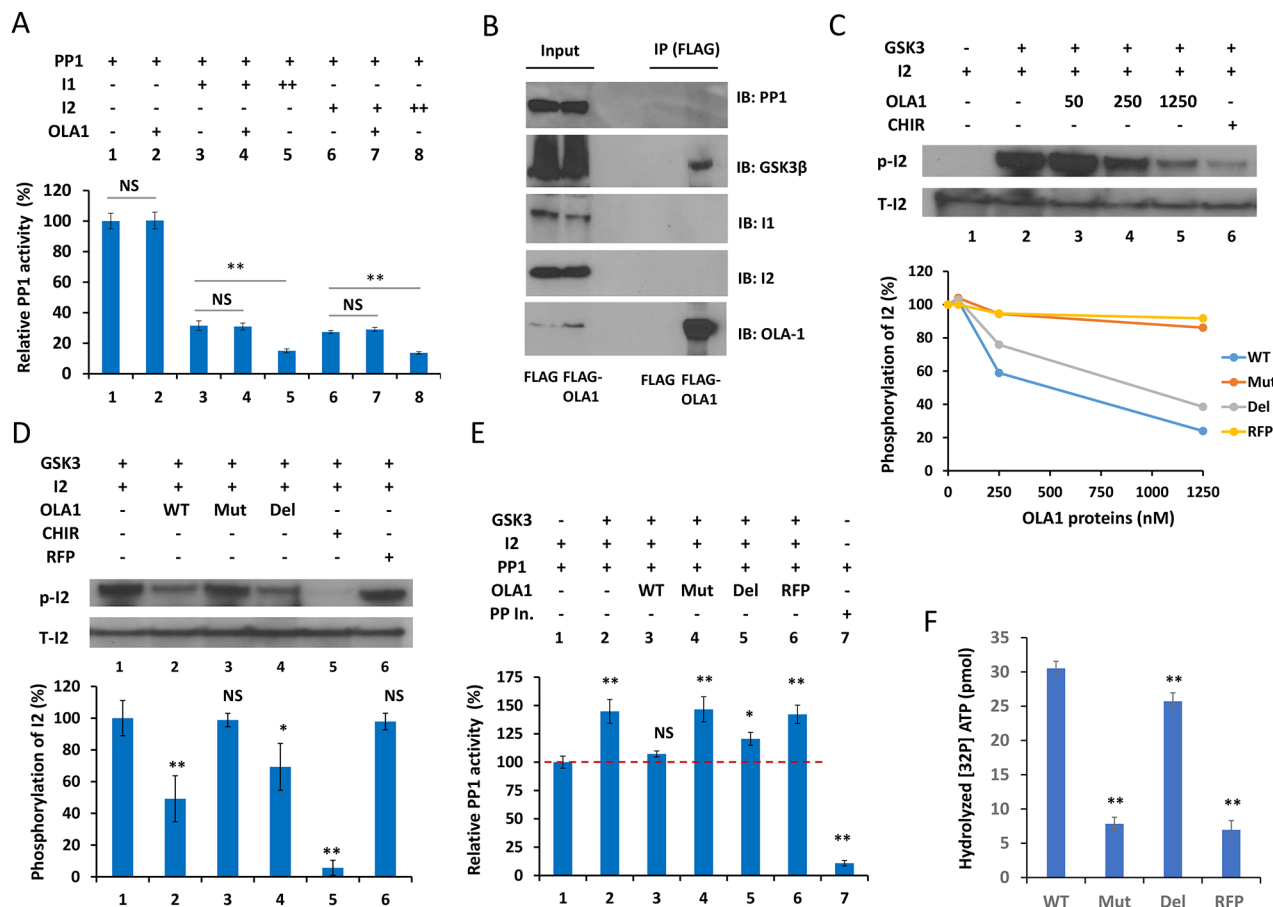 A
PP1 + + + + + + + +
I1 - - + + ++ - - -
I2 - - - - - + + ++
OLA1 - + - + - - + -
1 2 3 4 5 6 7 8
Relative PP1 activity (%)
NS
**
NS
**
NS
120
100
80
60
40
20
0
1 2 3 4 5 6 7 8
B
Input IP (FLAG)
IB: PP1
IB: GSK3β
IB: I1
IB: I2
IB: OLA-1
FLAG FLAG-OLA1 FLAG FLAG-OLA1
C
GSK3 - + + + + +
I2 + + + + + +
OLA1 - - 50 250 1250 -
CHIR - - - - - +
p-I2
T-I2
1 2 3 4 5 6
Phosphorylation of I2 (%)
120
100
80
60
40
20
0
0 250 500 750 1000 1250
OLA1 proteins (nM)
WT
Mut
Del
RFP
D
GSK3 + + + + + +
I2 + + + + + +
OLA1 - WT Mut Del - -
CHIR - - - - + -
RFP - - - - - +
p-I2
T-I2
1 2 3 4 5 6
Phosphorylation of I2 (%)
120
100
80
60
40
20
0
** NS * ** NS
1 2 3 4 5 6
E
GSK3 - + + + + + -
I2 + + + + + + -
PP1 + + + + + + +
OLA1 - - WT Mut Del RFP -
PP In. - - - - - - +
1 2 3 4 5 6 7
Relative PP1 activity (%)
175
150
125
100
75
50
25
0
** NS ** * ** **
1 2 3 4 5 6 7
F
Hydrolyzed [32P] ATP (pmol)
35
30
25
20
15
10
5
0
** ** **
WT Mut Del RFP